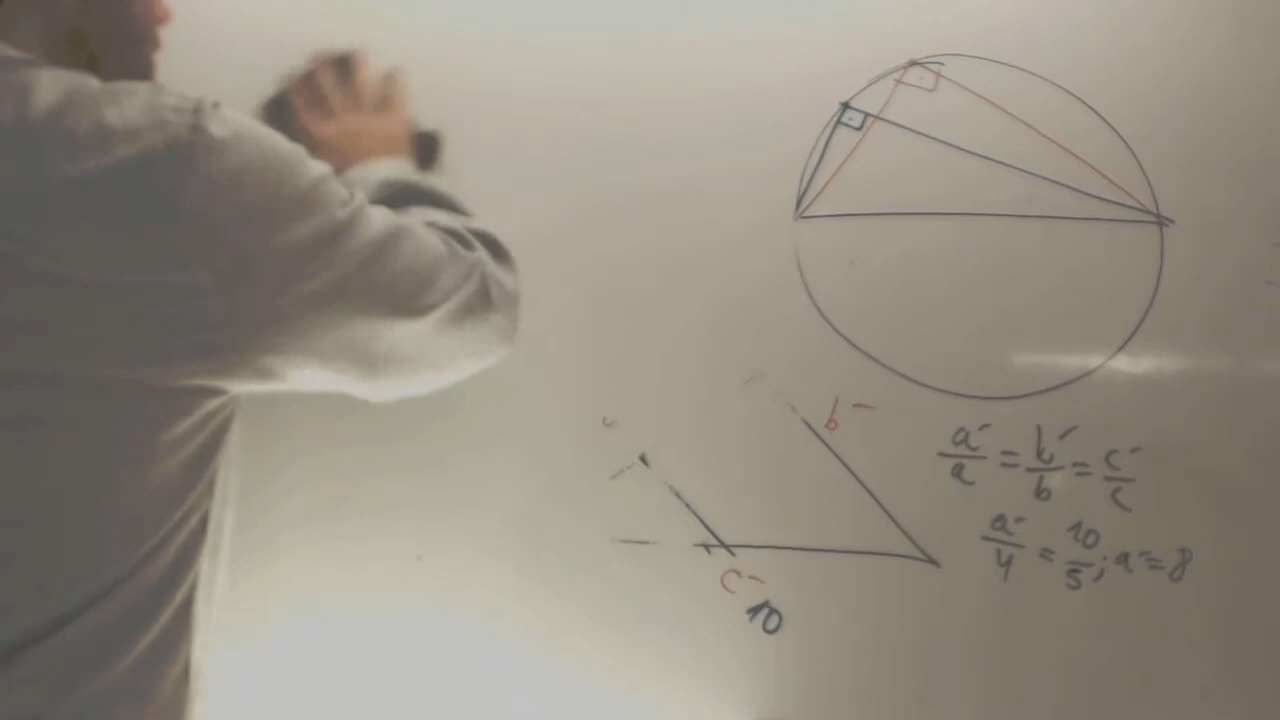 b'
a'/a = b'/b = c'/c
a'/4 = 10/5; a' = 8
c'
10